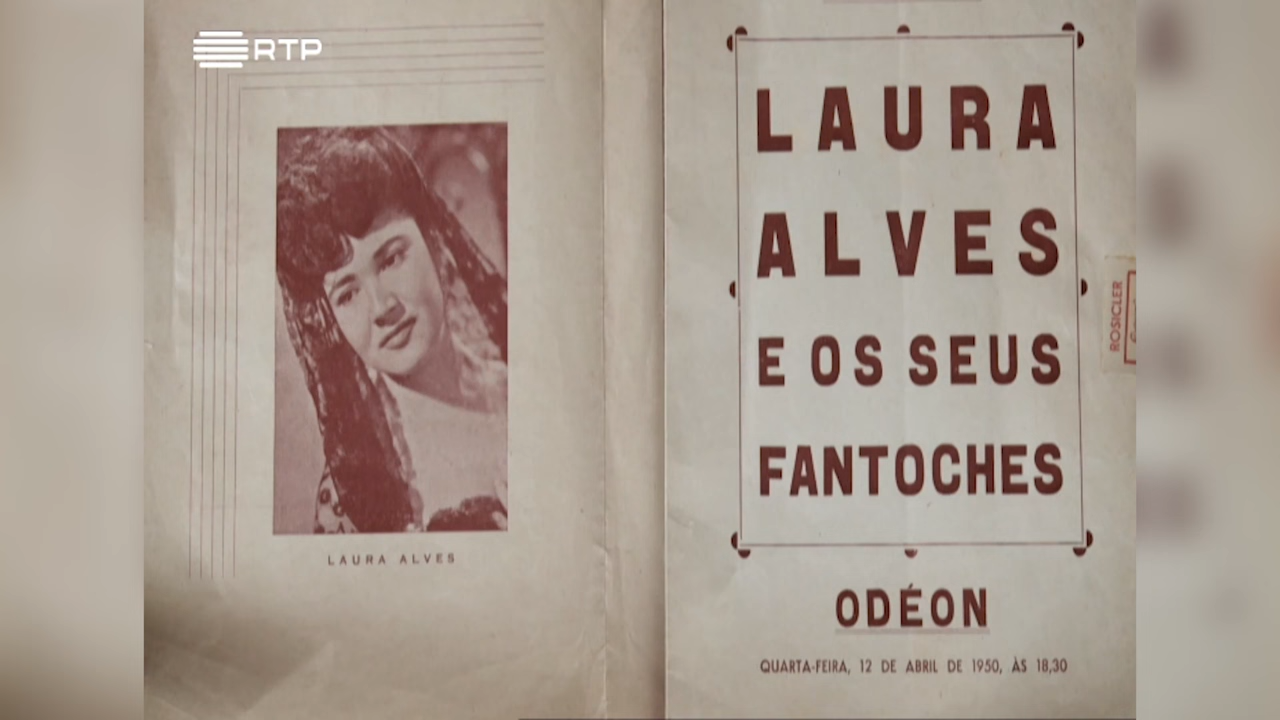 RTP
LAURA ALVES
LAURA
ALVES
E OS SEUS
FANTOCHES
ODÉON
QUARTA-FEIRA, 12 DE ABRIL DE 1950, ÀS 18,30
ROSICLER